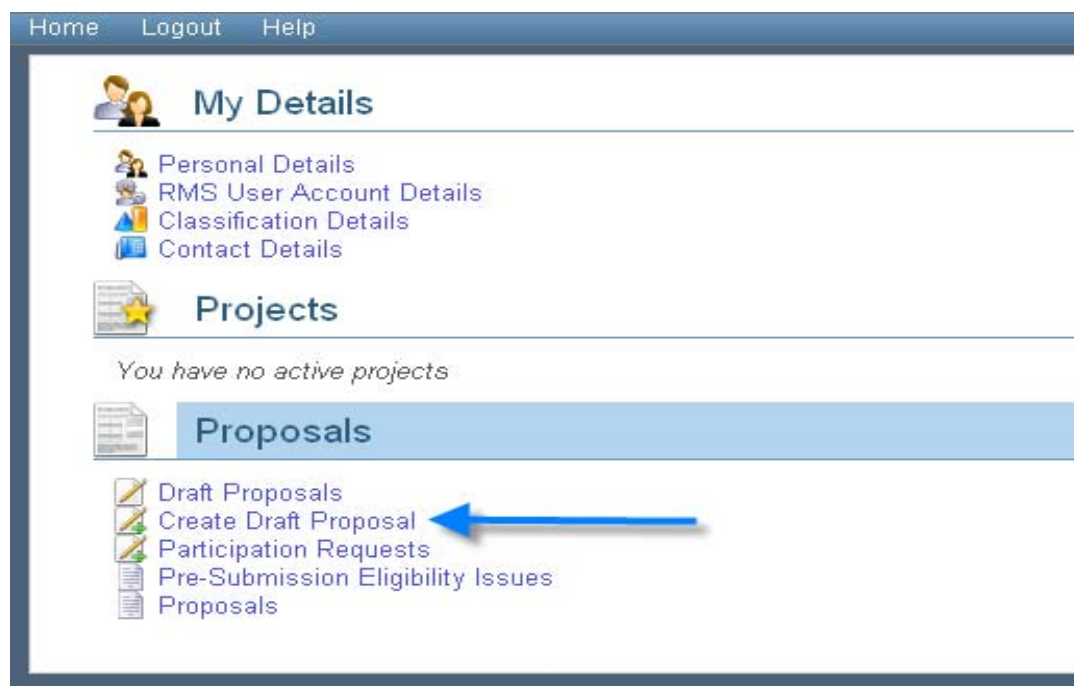 Home Logout Help
My Details
Personal Details
RMS User Account Details
Classification Details
Contact Details
Projects
You have no active projects
Proposals
Draft Proposals
Create Draft Proposal
Participation Requests
Pre-Submission Eligibility Issues
Proposals